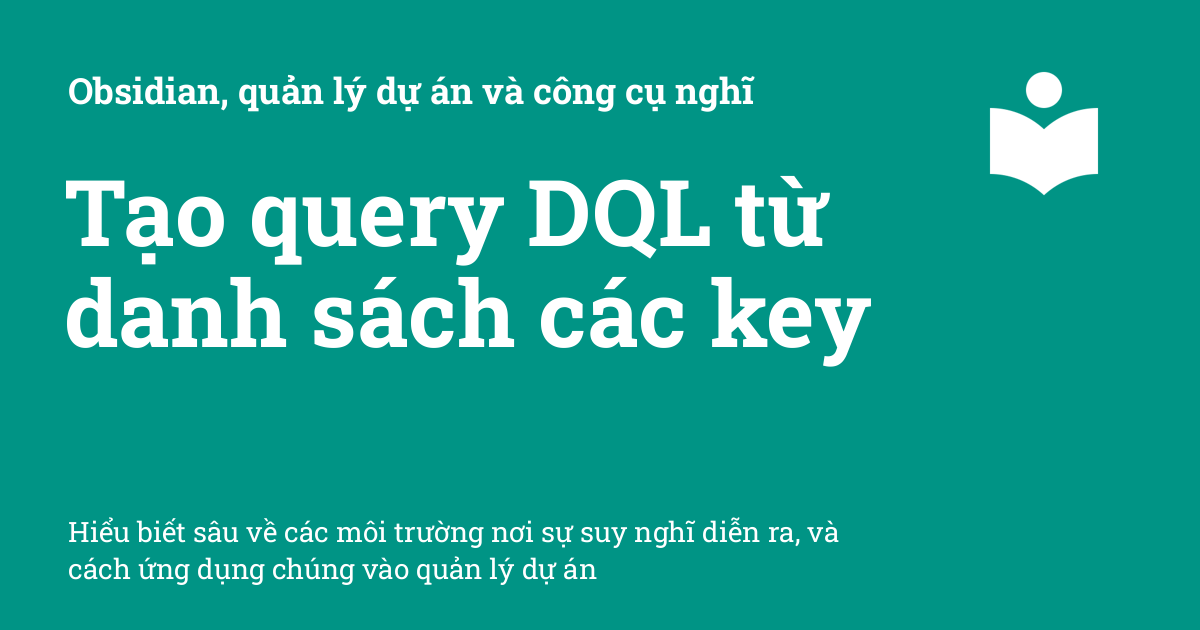 Obsidian, quản lý dự án và công cụ nghĩ
Tạo query DQL từ
danh sách các key
Hiểu biết sâu về các môi trường nơi sự suy nghĩ diễn ra, và
cách ứng dụng chúng vào quản lý dự án